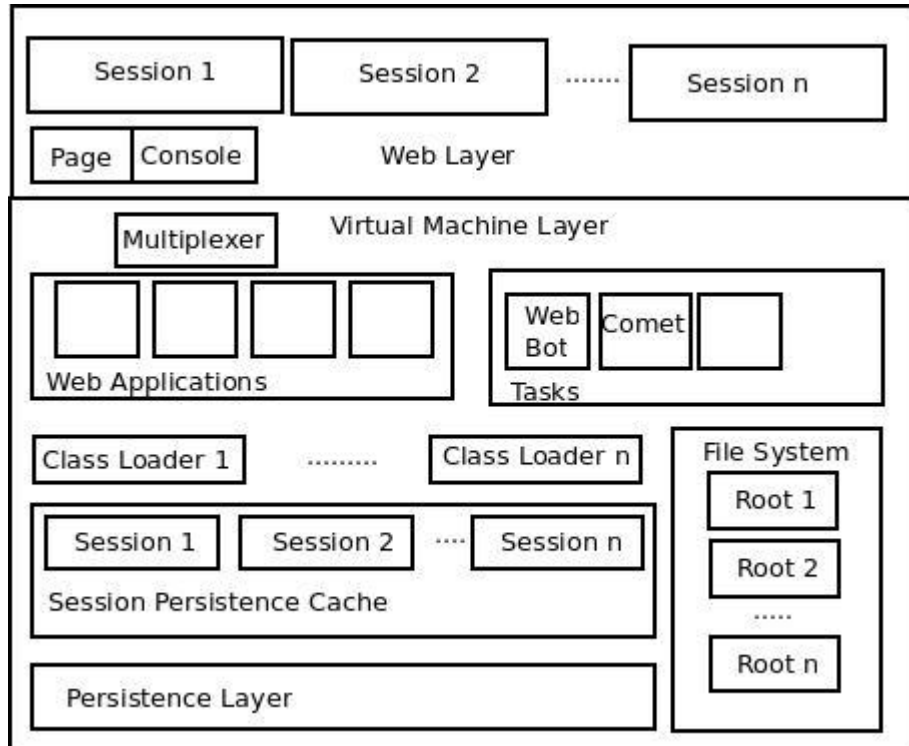 Session 1
Session 2
.......
Session n
Page
Console
Web Layer
Virtual Machine Layer
Multiplexer
Web Applications
Web
Bot
Comet
Tasks
Class Loader 1
.........
Class Loader n
File System
Root 1
Root 2
.....
Root n
Session 1
Session 2
....
Session n
Session Persistence Cache
Persistence Layer